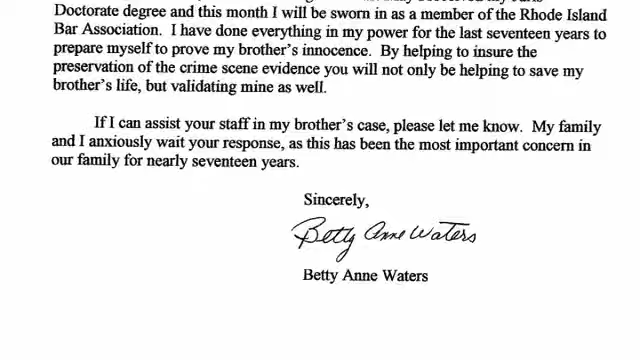 Doctorate degree and this month I will be sworn in as a member of the Rhode Island
Bar Association. I have done everything in my power for the last seventeen years to
prepare myself to prove my brother's innocence. By helping to insure the
preservation of the crime scene evidence you will not only be helping to save my
brother's life, but validating mine as well.
If I can assist your staff in my brother's case, please let me know. My family
and I anxiously wait your response, as this has been the most important concern in
our family for nearly seventeen years.
Sincerely,
Betty Anne Waters
Betty Anne Waters